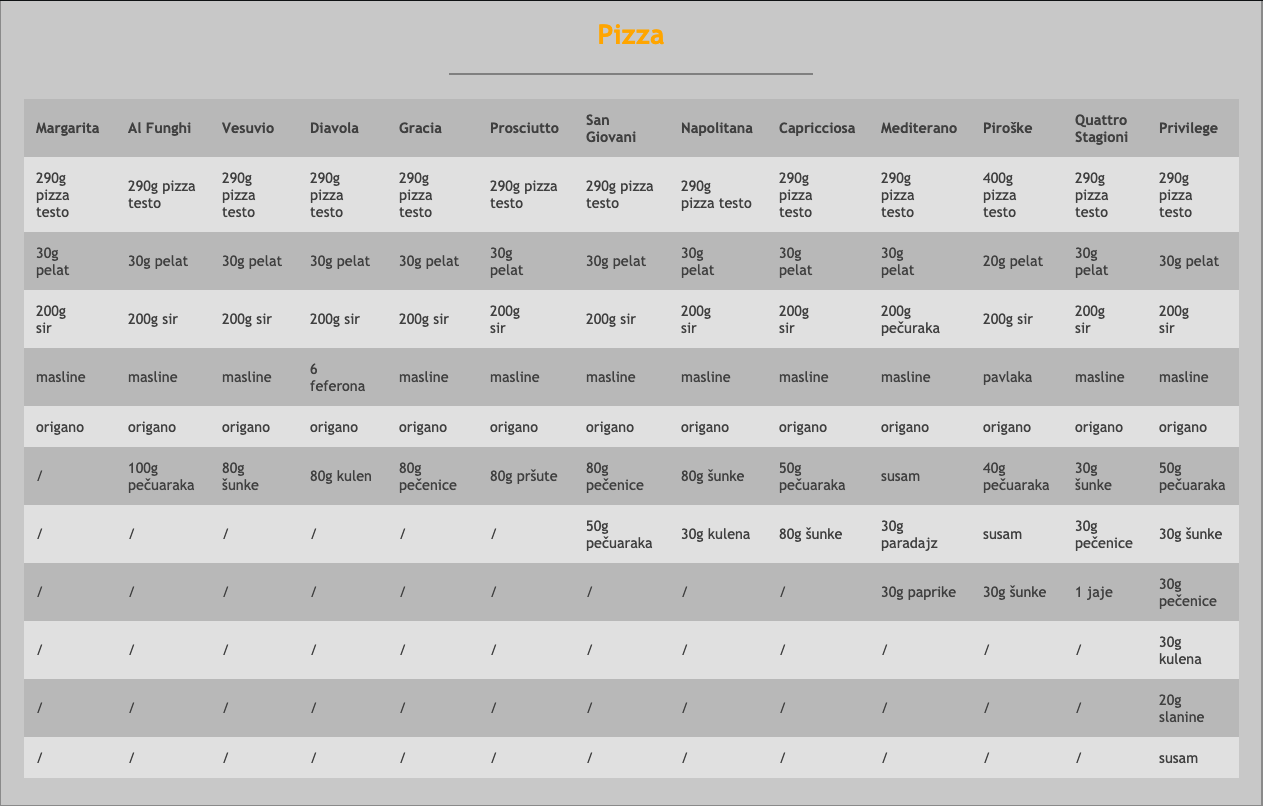 Pizza
Margarita Al Funghi Vesuvio Diavola Gracia Prosciutto San Giovani Napolitana Capricciosa Mediterano Piroške Quattro Stagioni Privilege
290g pizza testo 290g pizza testo 290g pizza testo 290g pizza testo 290g pizza testo 290g pizza testo 290g pizza testo 290g pizza testo 290g pizza testo 290g pizza testo 400g pizza testo 290g pizza testo 290g pizza testo
30g pelat 30g pelat 30g pelat 30g pelat 30g pelat 30g pelat 30g pelat 30g pelat 30g pelat 30g pelat 20g pelat 30g pelat 30g pelat
200g sir 200g sir 200g sir 200g sir 200g sir 200g sir 200g sir 200g sir 200g sir 200g pečuraka 200g sir 200g sir 200g sir
masline masline masline 6 feferona masline masline masline masline masline masline pavlaka masline masline
origano origano origano origano origano origano origano origano origano origano origano origano origano
/ 100g pečuaraka 80g šunke 80g kulen 80g pečenice 80g pršute 80g pečenice 80g šunke 50g pečuaraka susam 40g pečuaraka 30g šunke 50g pečuaraka
/ / / / / / 50g pečuaraka 30g kulena 80g šunke 30g paradajz susam 30g pečenice 30g šunke
/ / / / / / / / / 30g paprike 30g šunke 1 jaje 30g pečenice
/ / / / / / / / / / / / 30g kulena
/ / / / / / / / / / / / 20g slanine
/ / / / / / / / / / / / susam